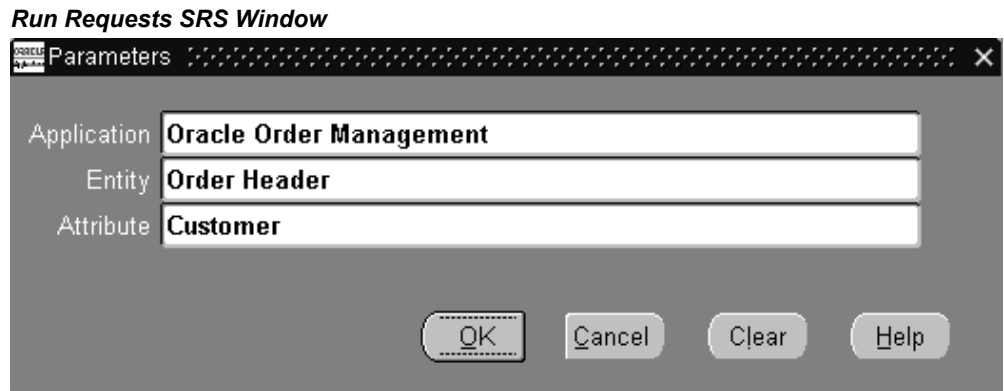 Run Requests SRS Window
Parameters
Application Oracle Order Management
Entity Order Header
Attribute Customer
OK Cancel Clear Help